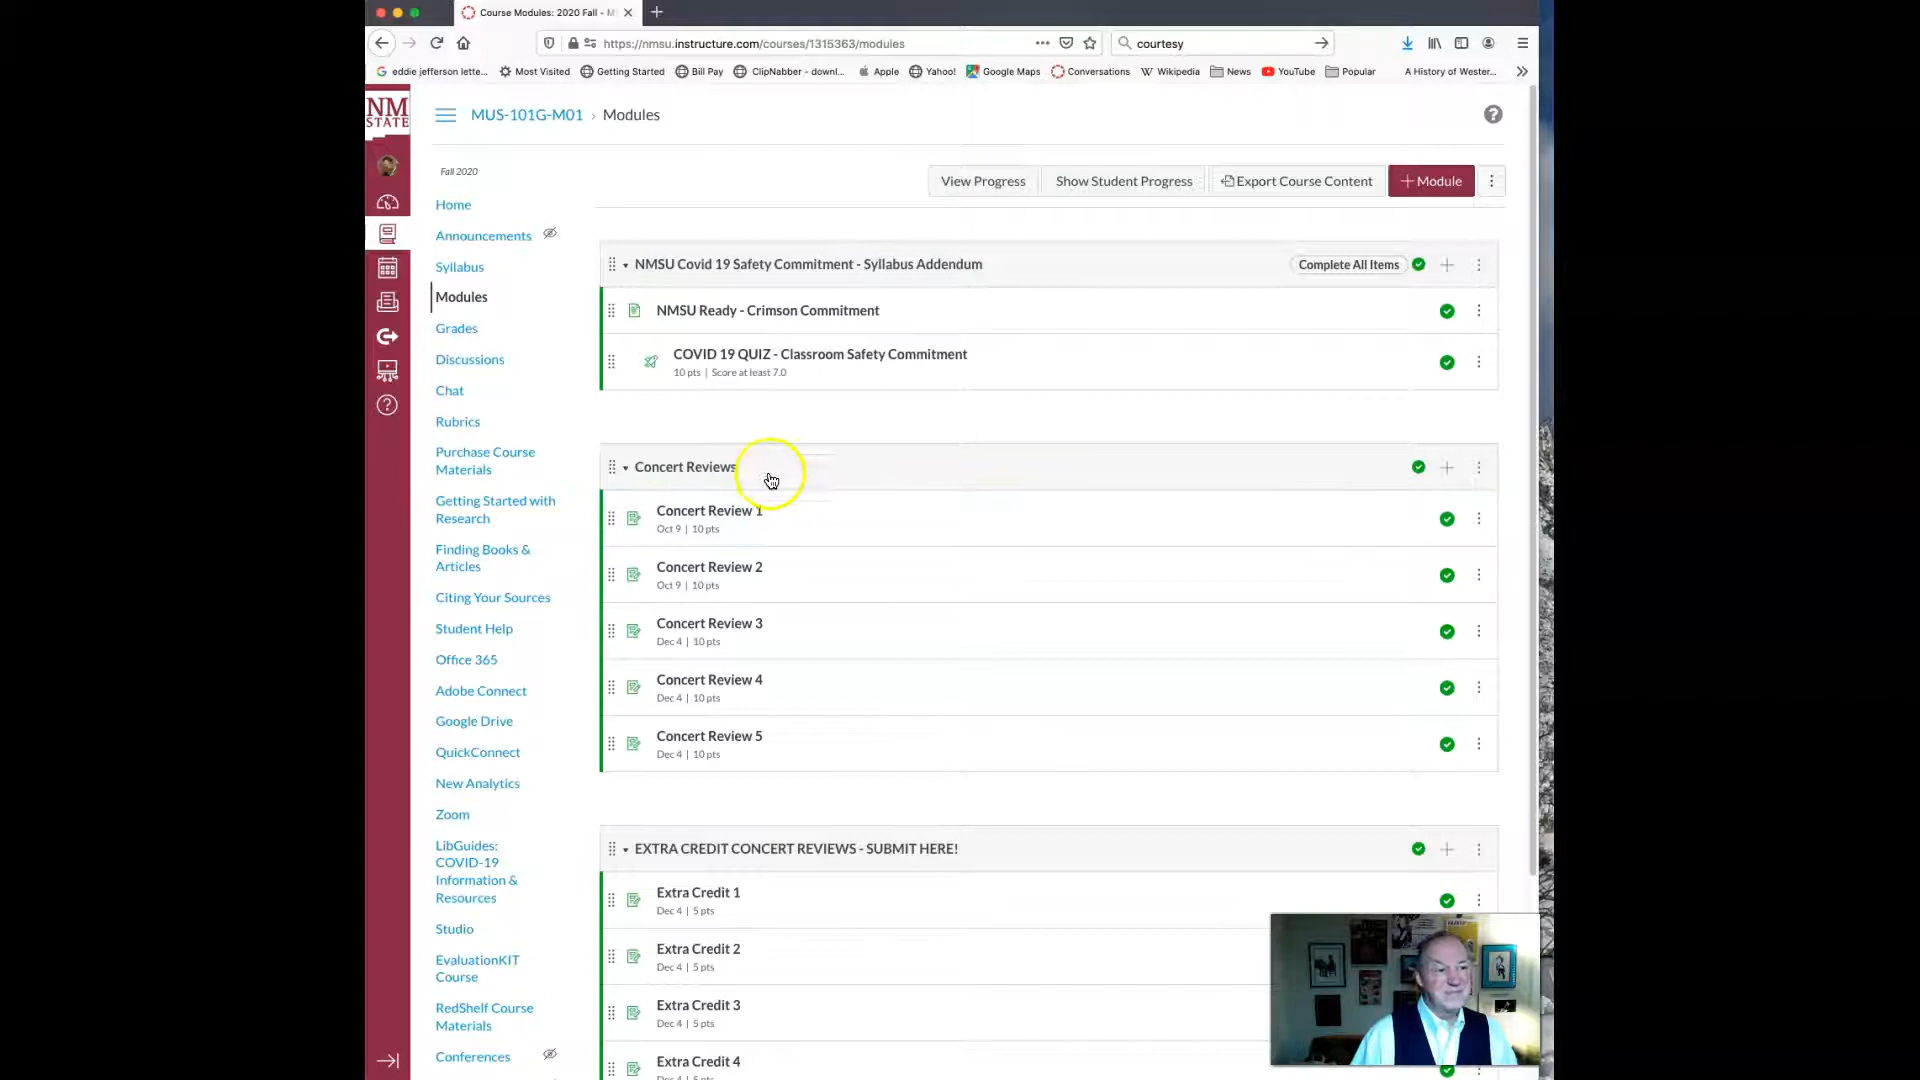 Course Modules: 2020 Fall - M
https://nmsu.instructure.com/courses/1315363/modules
courtesy
eddie jefferson lette...
Most Visited
Getting Started
Bill Pay
ClipNabber - downl...
Apple
Yahoo!
Google Maps
Conversations
Wikipedia
News
YouTube
Popular
A History of Wester...
NM
STATE
MUS-101G-M01 › Modules
Fall 2020
View Progress
Show Student Progress
Export Course Content
+ Module
Home
Announcements
Syllabus
Modules
Grades
Discussions
Chat
Rubrics
Purchase Course
Materials
Getting Started with
Research
Finding Books &
Articles
Citing Your Sources
Student Help
Office 365
Adobe Connect
Google Drive
QuickConnect
New Analytics
Zoom
LibGuides:
COVID-19
Information &
Resources
Studio
EvaluationKIT
Course
RedShelf Course
Materials
Conferences
NMSU Covid 19 Safety Commitment - Syllabus Addendum
Complete All Items
NMSU Ready - Crimson Commitment
COVID 19 QUIZ - Classroom Safety Commitment
10 pts | Score at least 7.0
Concert Reviews
Concert Review 1
Oct 9 | 10 pts
Concert Review 2
Oct 9 | 10 pts
Concert Review 3
Dec 4 | 10 pts
Concert Review 4
Dec 4 | 10 pts
Concert Review 5
Dec 4 | 10 pts
EXTRA CREDIT CONCERT REVIEWS - SUBMIT HERE!
Extra Credit 1
Dec 4 | 5 pts
Extra Credit 2
Dec 4 | 5 pts
Extra Credit 3
Dec 4 | 5 pts
Extra Credit 4
Dec 4 | 5 pts